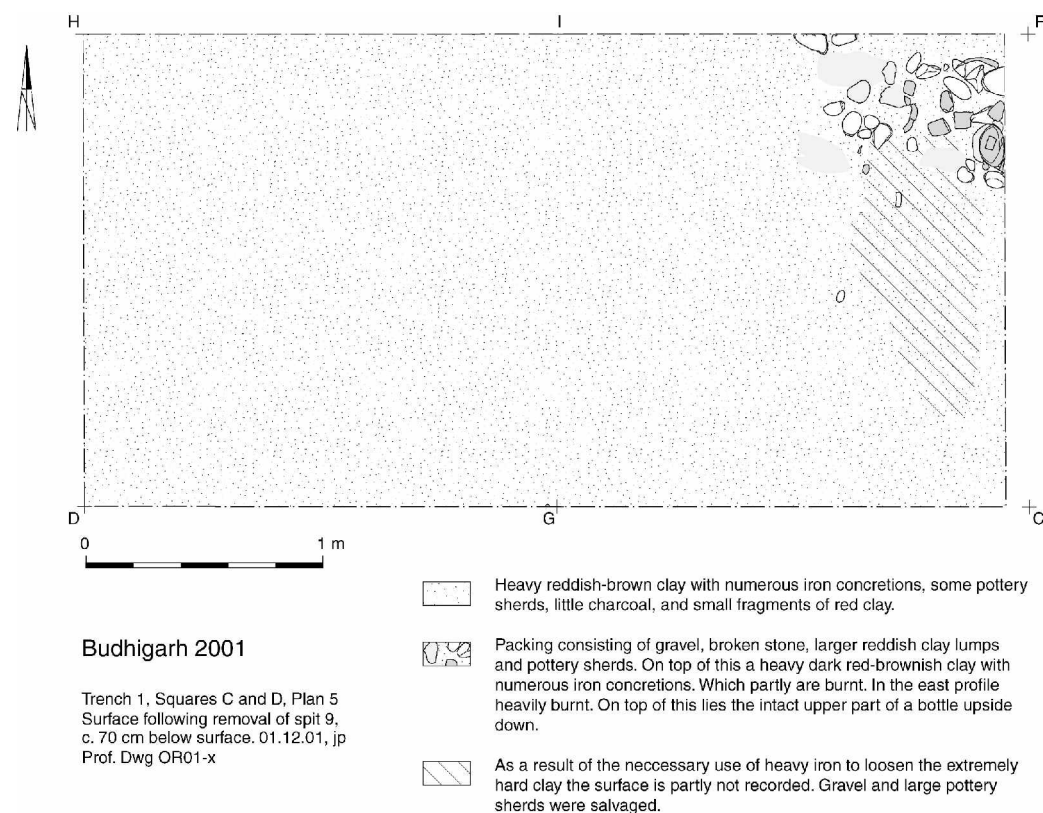 H I F
D G C
0 1 m
Budhigarh 2001
Trench 1, Squares C and D, Plan 5
Surface following removal of spit 9,
c. 70 cm below surface. 01.12.01, jp
Prof. Dwg OR01-x
Heavy reddish-brown clay with numerous iron concretions, some pottery
sherds, little charcoal, and small fragments of red clay.
Packing consisting of gravel, broken stone, larger reddish clay lumps
and pottery sherds. On top of this a heavy dark red-brownish clay with
numerous iron concretions. Which partly are burnt. In the east profile
heavily burnt. On top of this lies the intact upper part of a bottle upside
down.
As a result of the neccessary use of heavy iron to loosen the extremely
hard clay the surface is partly not recorded. Gravel and large pottery
sherds were salvaged.